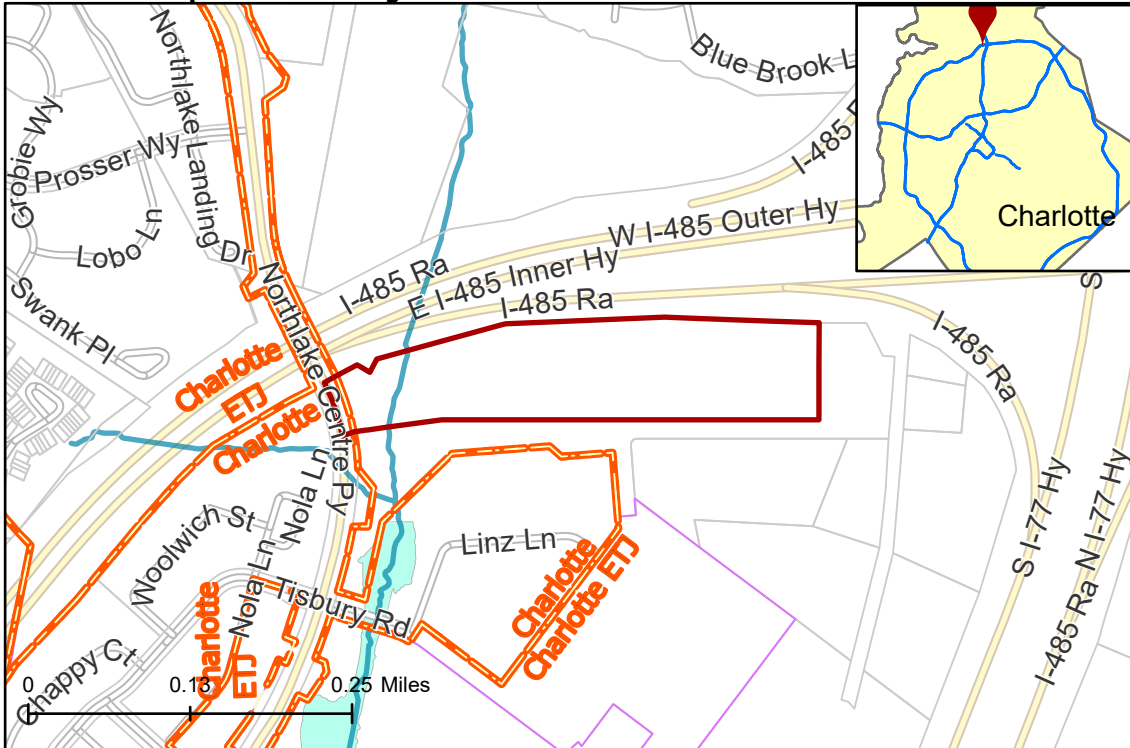 Blue Brook L
Northlake Landing Dr
Grobie Wy
Prosser Wy
Lobo Ln
Swank Pl
I-485 R
W I-485 Outer Hy
E I-485 Inner Hy
I-485 Ra
I-485 Ra
Northlake Centre Py
Charlotte
ETJ
Charlotte
I-485 Ra
S
Charlotte
Nola Ln
Woolwich St
Nola Ln
Tisbury Rd
Linz Ln
Charlotte
Charlotte ETJ
Charlotte
ETJ
Chappy Ct
S I-77 Hy
N I-77 Hy
I-485 Ra
0
0.13
0.25 Miles